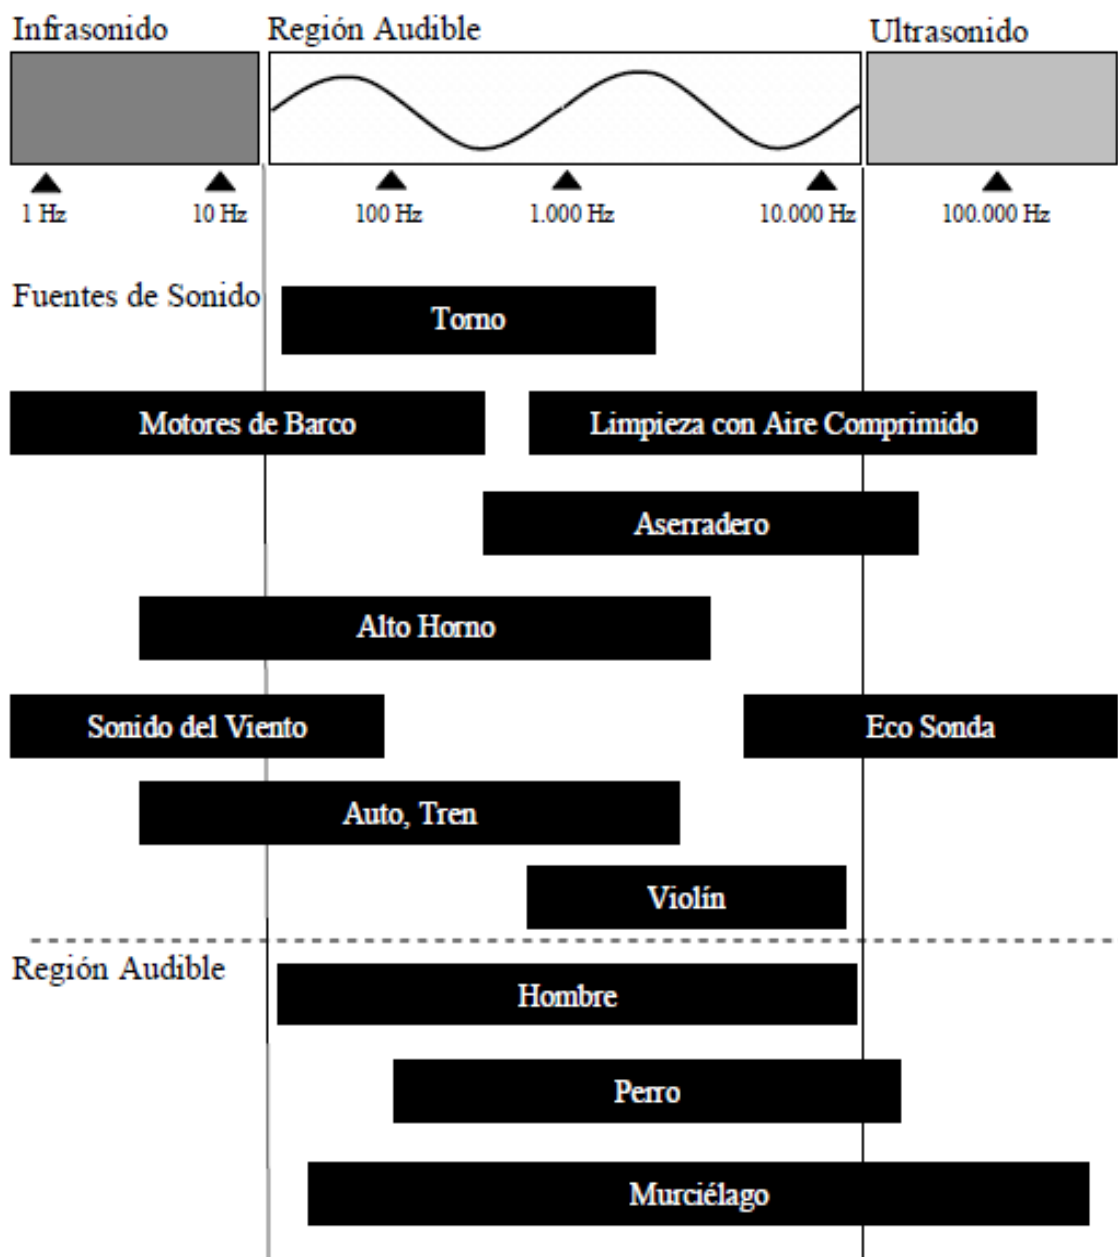 Infrasonido Región Audible Ultrasonido
1 Hz 10 Hz 100 Hz 1.000 Hz 10.000 Hz 100.000 Hz
Fuentes de Sonido
Torno
Motores de Barco Limpieza con Aire Comprimido
Aserradero
Alto Horno
Sonido del Viento Eco Sonda
Auto, Tren
Violín
Región Audible
Hombre
Perro
Murciélago